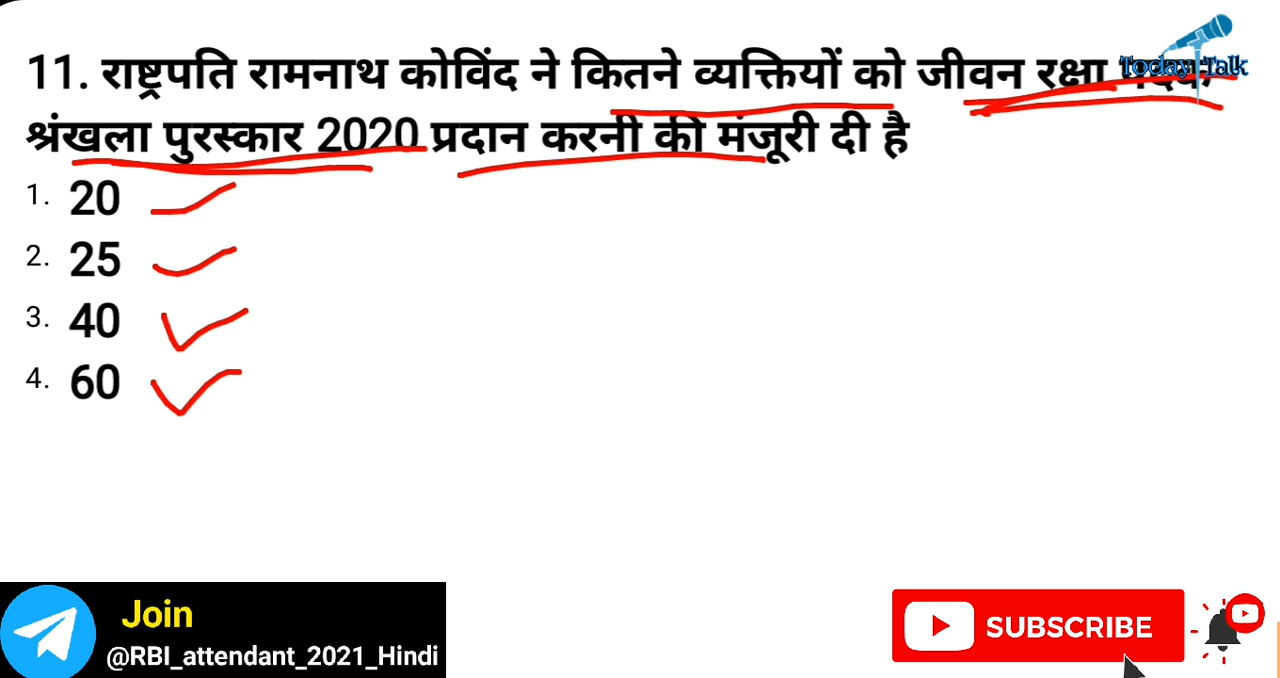 11. राष्ट्रपति रामनाथ कोविंद ने कितने व्यक्तियों को जीवन रक्षा पदक
Today Talk
श्रंखला पुरस्कार 2020 प्रदान करनी की मंजूरी दी है
1. 20
2. 25
3. 40
4. 60
Join
@RBI_attendant_2021_Hindi
SUBSCRIBE